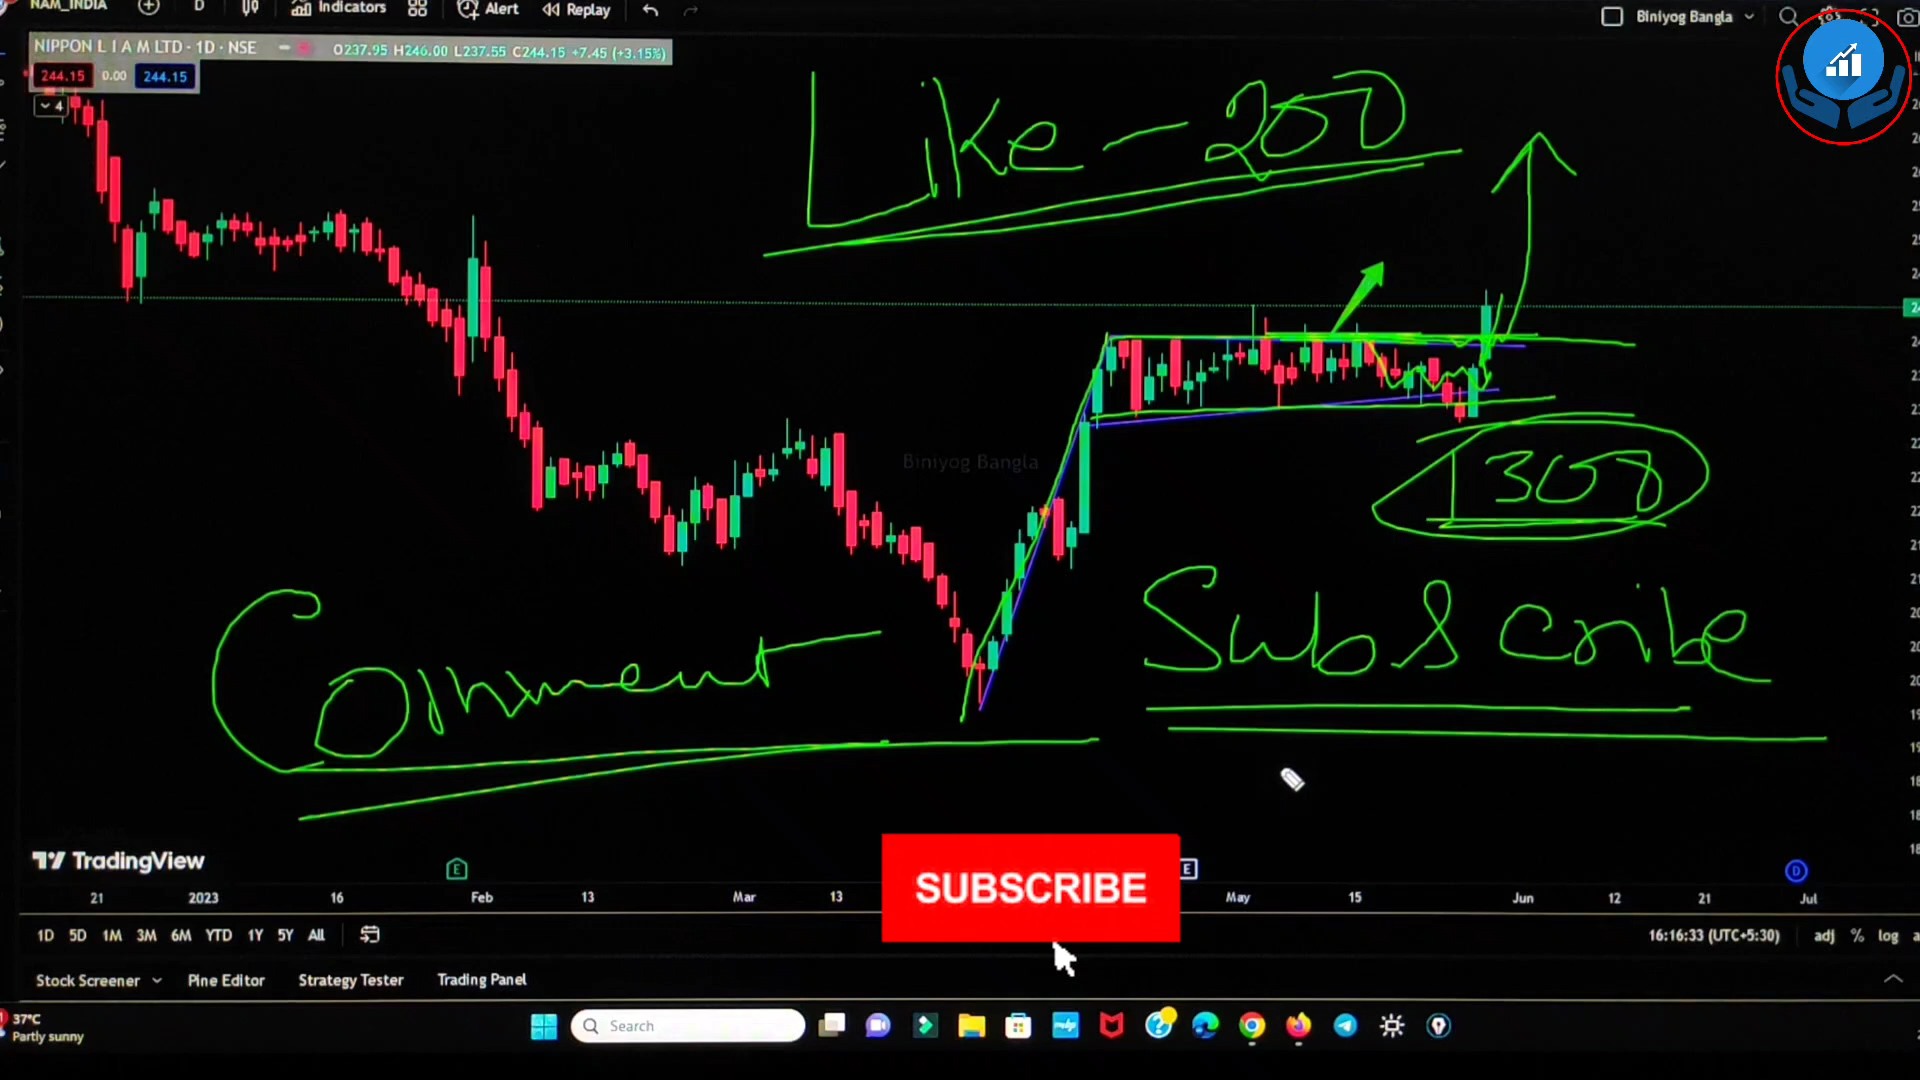 NAM_INDIA D Indicators Alert Replay Biniyog Bangla
NIPPON L I A M LTD · 1D · NSE O237.95 H246.00 L237.55 C244.15 +7.45 (+3.15%)
244.15 0.00 244.15
4
Like - 200
Biniyog Bangla
1300
Comment
Subscribe
TradingView
E E D
SUBSCRIBE
21 2023 16 Feb 13 Mar 13 May 15 Jun 12 21 Jul
1D 5D 1M 3M 6M YTD 1Y 5Y All 16:16:33 (UTC+5:30) adj % log
Stock Screener Pine Editor Strategy Tester Trading Panel
37°C
Partly sunny
Search